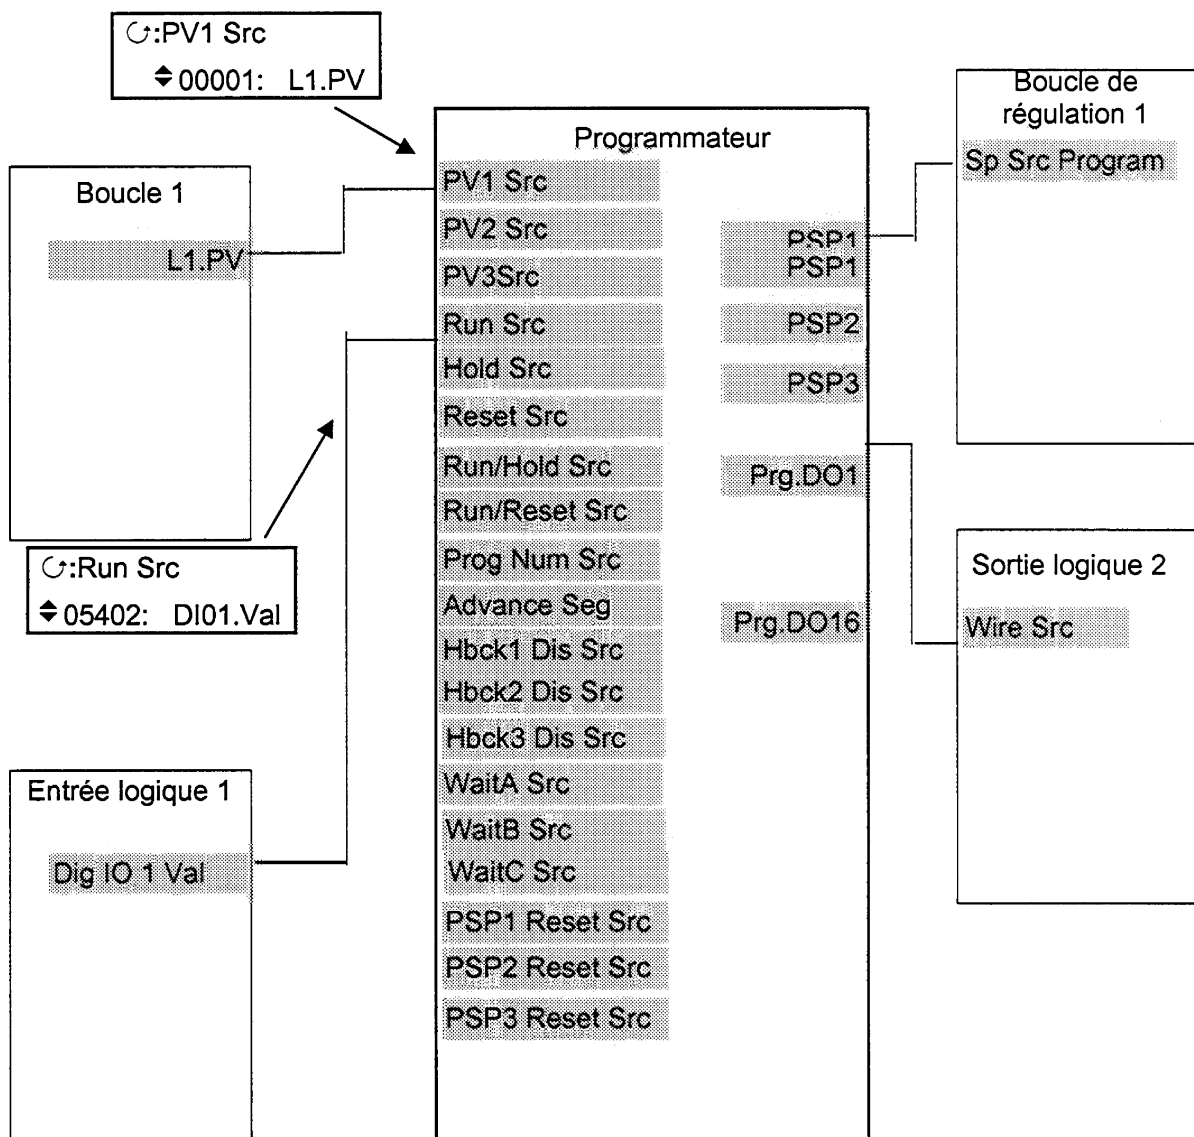 :PV1 Src
00001: L1.PV
Boucle 1
L1.PV
:Run Src
05402: DI01.Val
Entrée logique 1
Dig IO 1 Val
Programmateur
PV1 Src
PV2 Src
PV3Src
Run Src
Hold Src
Reset Src
Run/Hold Src
Run/Reset Src
Prog Num Src
Advance Seg
Hbck1 Dis Src
Hbck2 Dis Src
Hbck3 Dis Src
WaitA Src
WaitB Src
WaitC Src
PSP1 Reset Src
PSP2 Reset Src
PSP3 Reset Src
PSP1
PSP1
PSP2
PSP3
Prg.DO1
Prg.DO16
Boucle de
régulation 1
Sp Src Program
Sortie logique 2
Wire Src